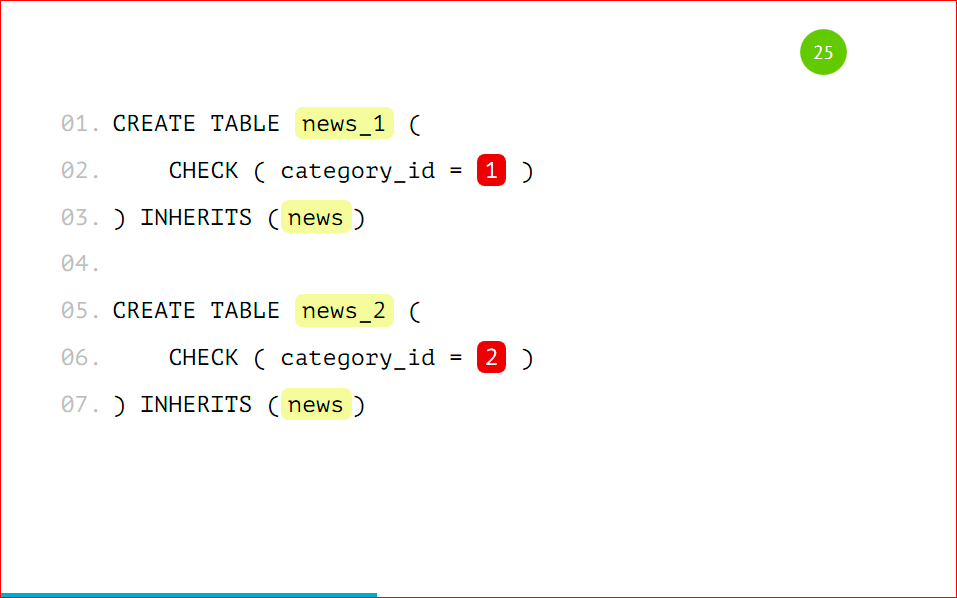 25
01. CREATE TABLE news_1 (
02. CHECK ( category_id = 1 )
03. ) INHERITS (news)
04.
05. CREATE TABLE news_2 (
06. CHECK ( category_id = 2 )
07. ) INHERITS (news)